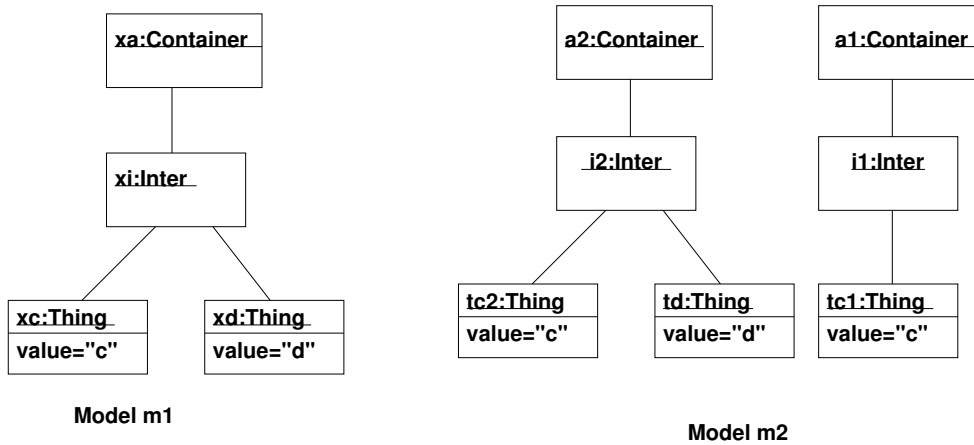 xa:Container
xi:Inter
xc:Thing
value="c"
xd:Thing
value="d"
Model m1
a2:Container
a1:Container
i2:Inter
i1:Inter
tc2:Thing
value="c"
td:Thing
value="d"
tc1:Thing
value="c"
Model m2